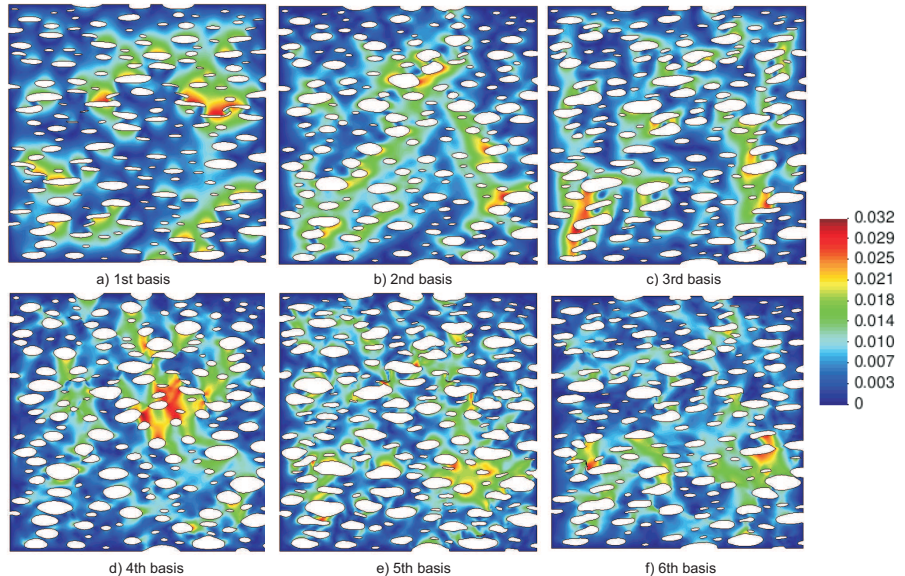 a) 1st basis
b) 2nd basis
c) 3rd basis
0.032
0.029
0.025
0.021
0.018
0.014
0.010
0.007
0.003
0
d) 4th basis
e) 5th basis
f) 6th basis